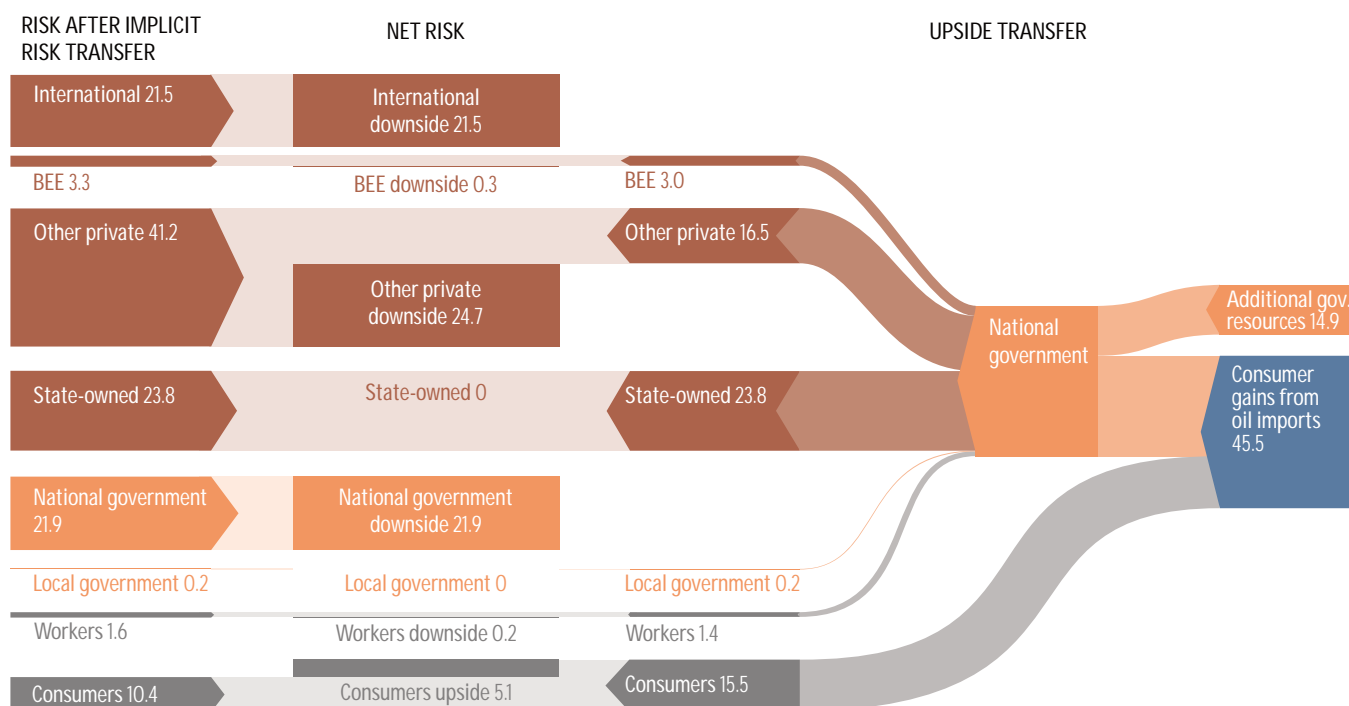 RISK AFTER IMPLICIT
RISK TRANSFER
NET RISK
UPSIDE TRANSFER
International 21.5
International
downside 21.5
BEE 3.3
BEE downside 0.3
BEE 3.0
Other private 41.2
Other private 16.5
Other private
downside 24.7
Additional gov.
resources 14.9
National
government
State-owned 23.8
State-owned 0
State-owned 23.8
Consumer
gains from
oil imports
45.5
National government
21.9
National government
downside 21.9
Local government 0.2
Local government 0
Local government 0.2
Workers 1.6
Workers downside 0.2
Workers 1.4
Consumers 10.4
Consumers upside 5.1
Consumers 15.5